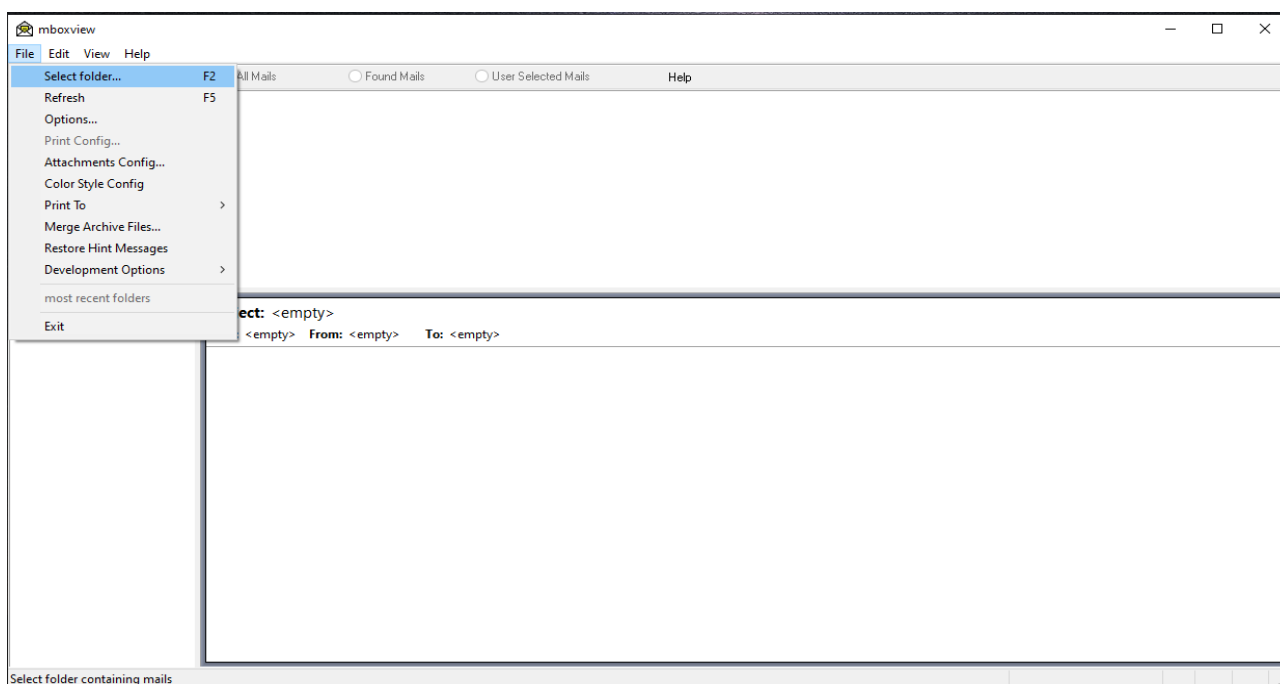 mboxview
File Edit View Help
Select folder... F2
All Mails Found Mails User Selected Mails Help
Refresh F5
Options...
Print Config...
Attachments Config...
Color Style Config
Print To
Merge Archive Files...
Restore Hint Messages
Development Options
most recent folders
Exit
ect: <empty>
: <empty> From: <empty> To: <empty>
Select folder containing mails